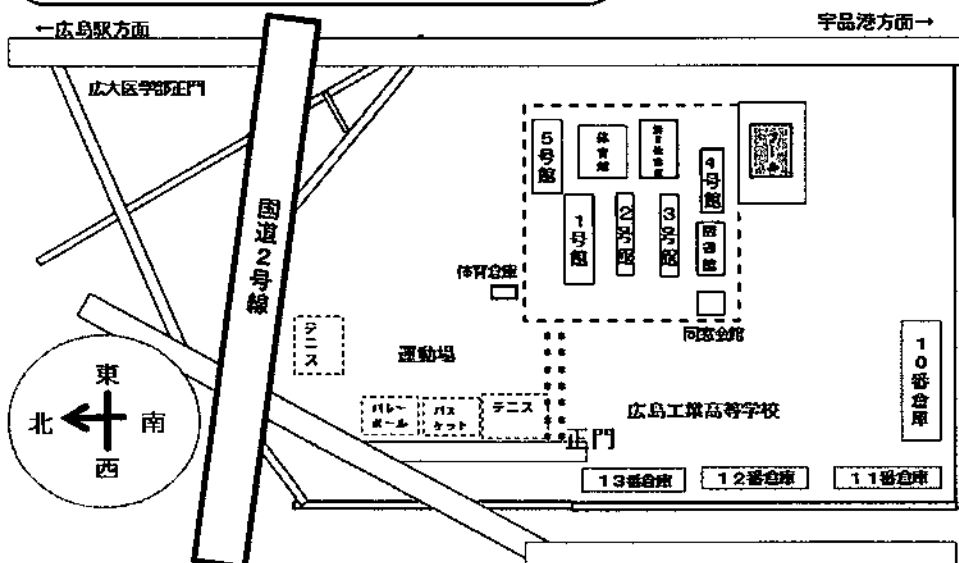 ←広島駅方面
宇品港方面→
広大医学部正門
国道2号線
5号館
体育館
4号館
1号館
2号館
3号館
図書館
体育倉庫
同窓会館
テニス
運動場
バレー
ボール
バス
ケット
テニス
正門
広島工業高等学校
10番倉庫
13番倉庫
12番倉庫
11番倉庫
東
北
南
西